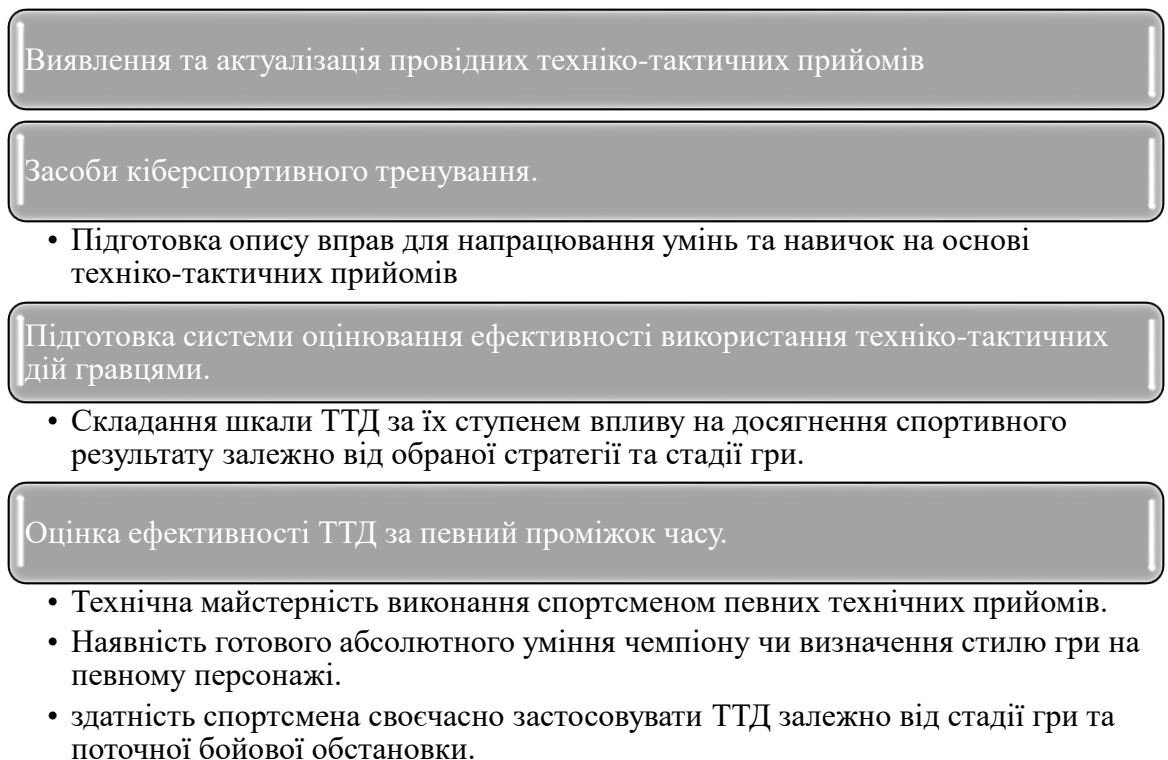 Виявлення та актуалізація провідних техніко-тактичних прийомів
Засоби кіберспортивного тренування.
• Підготовка опису вправ для напрацювання умінь та навичок на основі
техніко-тактичних прийомів
Підготовка системи оцінювання ефективності використання техніко-тактичних
дій гравцями.
• Складання шкали ТТД за їх ступенем впливу на досягнення спортивного
результату залежно від обраної стратегії та стадії гри.
Оцінка ефективності ТТД за певний проміжок часу.
• Технічна майстерність виконання спортсменом певних технічних прийомів.
• Наявність готового абсолютного уміння чемпіону чи визначення стилю гри на
певному персонажі.
• здатність спортсмена своєчасно застосовувати ТТД залежно від стадії гри та
поточної бойової обстановки.